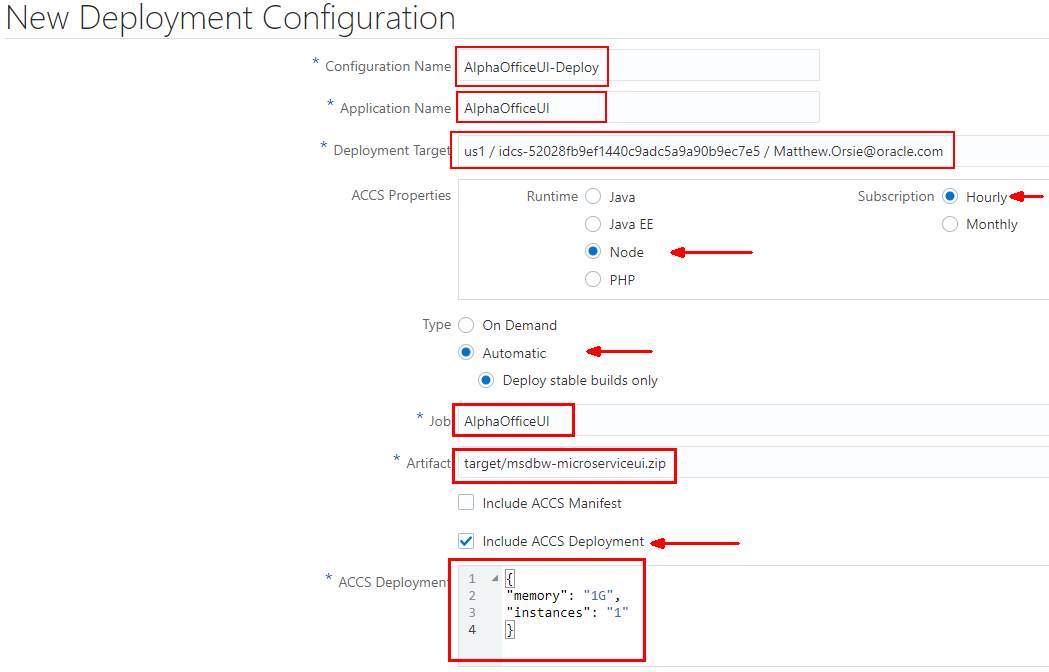 New Deployment Configuration
* Configuration Name AlphaOfficeUI-Deploy
* Application Name AlphaOfficeUI
* Deployment Target us1 / idcs-52028fb9ef1440c9adc5a9a90b9ec7e5 / Matthew.Orsie@oracle.com
ACCS Properties Runtime Java Subscription Hourly
Java EE Monthly
Node
PHP
Type On Demand
Automatic
Deploy stable builds only
* Job AlphaOfficeUI
* Artifact target/msdbw-microserviceui.zip
Include ACCS Manifest
Include ACCS Deployment
* ACCS Deployment 1 {
2 "memory": "1G",
3 "instances": "1"
4 }